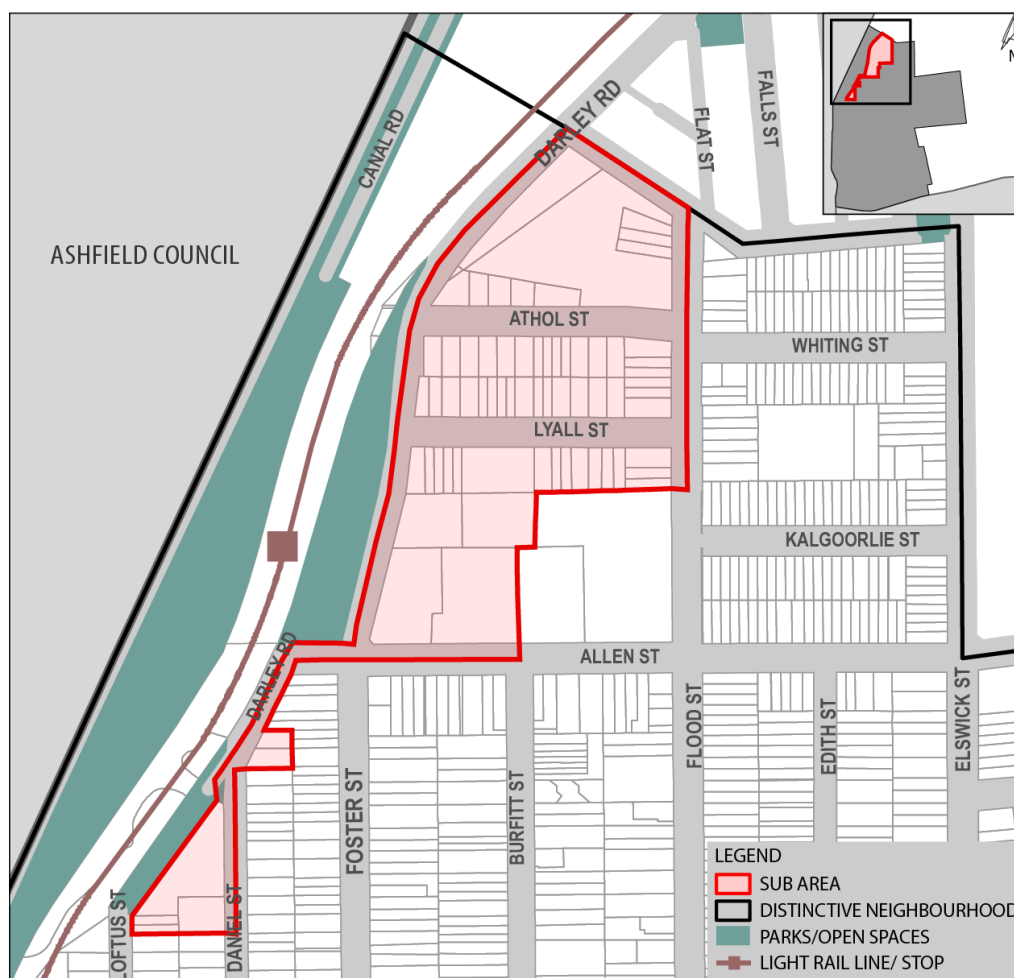 N
DARLEY RD
CANAL RD
FLAT ST
FALLS ST
ASHFIELD COUNCIL
ATHOL ST
WHITING ST
LYALL ST
KALGOORLIE ST
DARLEY RD
ALLEN ST
FOSTER ST
BURFITT ST
FLOOD ST
EDITH ST
ELSWICK ST
LOFTUS ST
DANIEL ST
LEGEND
SUB AREA
DISTINCTIVE NEIGHBOURHOOD
PARKS/OPEN SPACES
LIGHT RAIL LINE/ STOP